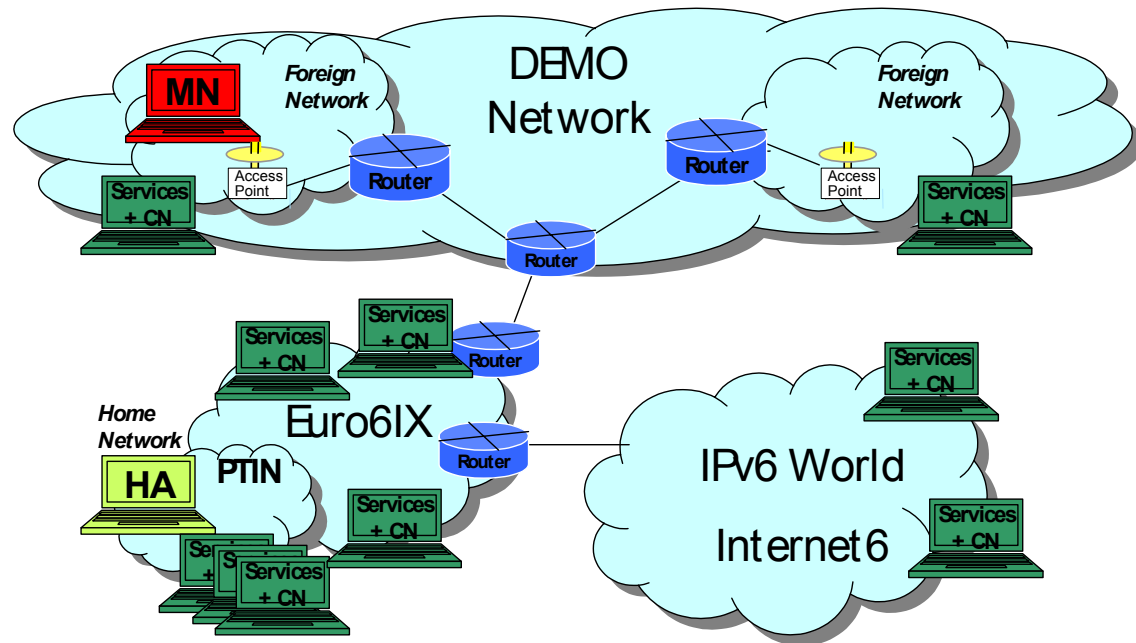 DEMO
Network
Foreign
Network
Foreign
Network
MN
Access
Point
Access
Point
Router
Router
Services
+ CN
Services
+ CN
Router
Services
+ CN
Services
+ CN
Router
Services
+ CN
Home
Network
Euro6IX
Router
PTIN
HA
IPv6 World
Services
+ CN
Services
+ CN
Internet6
Services
+
Servi
+
Services
+ CN